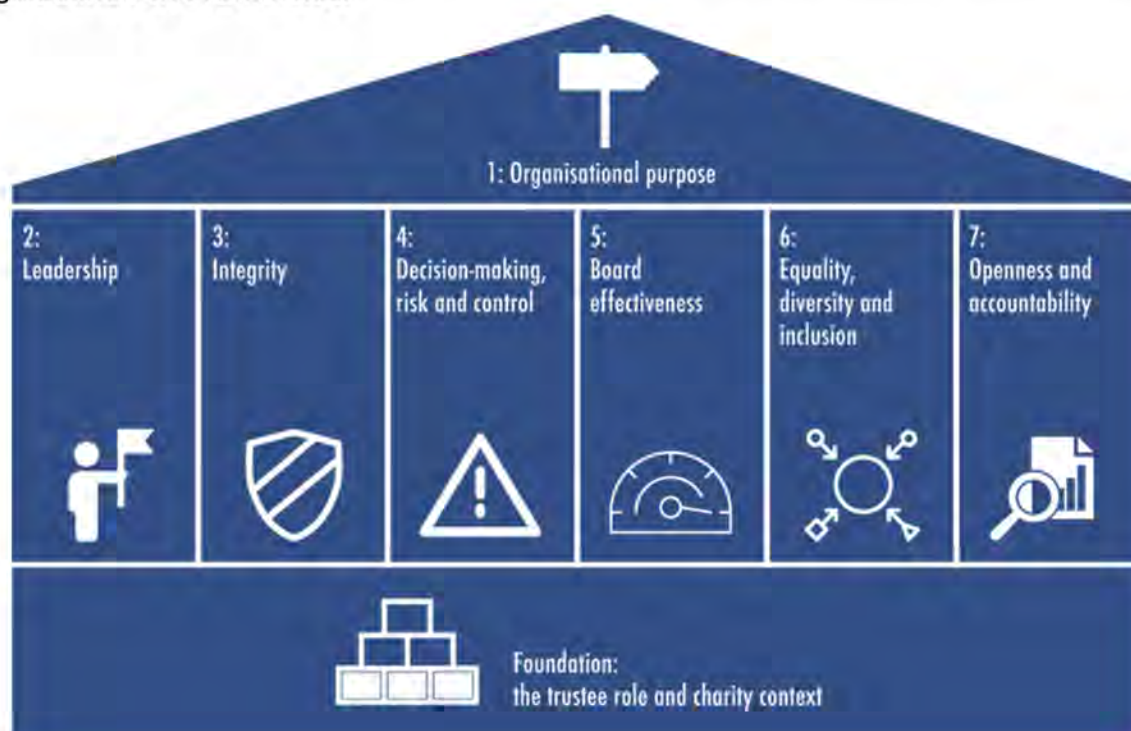 1: Organisational purpose
2:
Leadership
3:
Integrity
4:
Decision-making,
risk and control
5:
Board
effectiveness
6:
Equality,
diversity and
inclusion
7:
Openness and
accountability
Foundation:
the trustee role and charity context